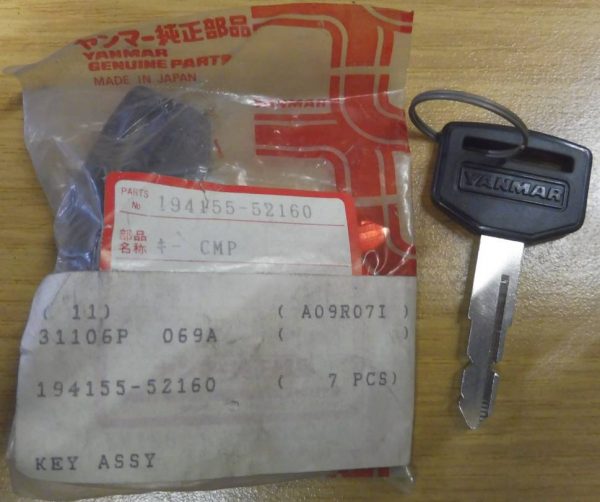 ヤンマー純正部品
YANMAR
GENUINE PARTS
MADE IN JAPAN
YANMAR
PARTS
No
194155-52160
部品
名称
キー CMP
( 11) ( A09R07I )
31106P 069A ( )
194155-52160 ( 7 PCS)
KEY ASSY
YANMAR